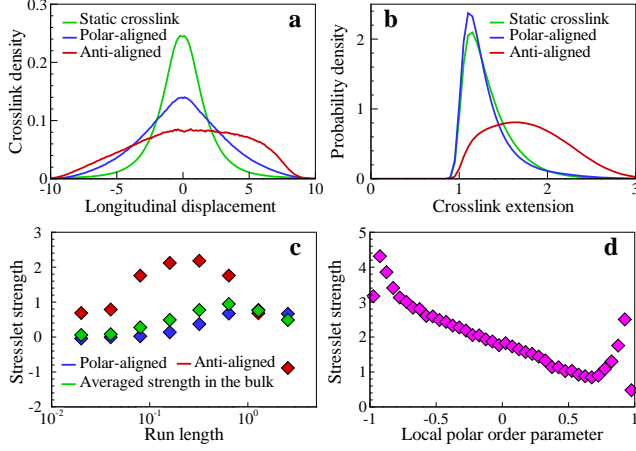 a
Static crosslink
Polar-aligned
Anti-aligned
Crosslink density
0.3
0.2
0.1
0
-10 -5 0 5 10
Longitudinal displacement
b
Static crosslink
Polar-aligned
Anti-aligned
Probability density
2
1
0
0 1 2 3
Crosslink extension
c
Stresslet strength
3
2
1
0
-1
-2
Polar-aligned Anti-aligned
Averaged strength in the bulk
10-2 10-1 100
Run length
d
Stresslet strength
5
4
3
2
1
0
-1 -0.5 0 0.5 1
Local polar order parameter